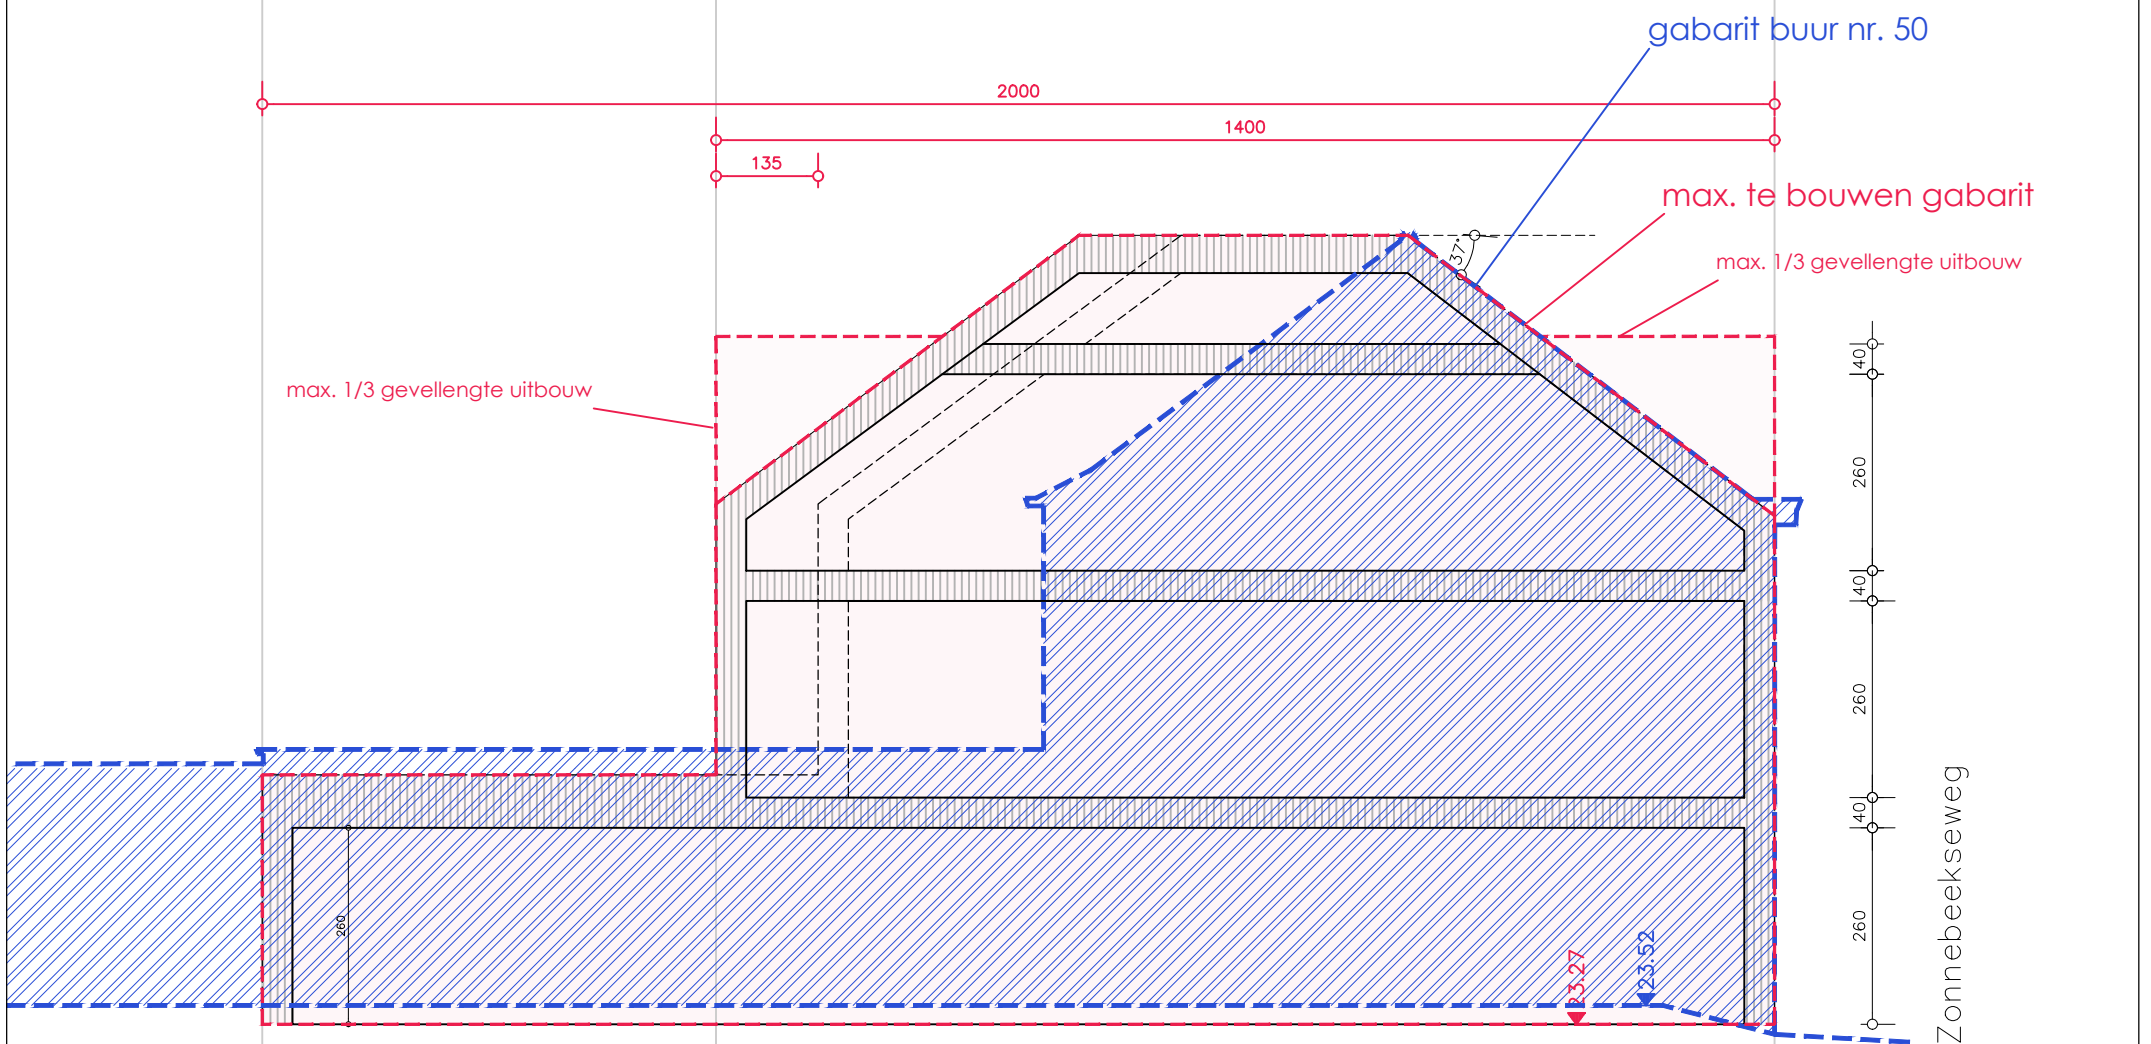 gabarit buur nr. 50
2000
1400
135
max. te bouwen gabarit
37°
max. 1/3 gevellengte uitbouw
40
max. 1/3 gevellengte uitbouw
260
40
260
40
260
260
23.27
23.52
Zonnebeekseweg